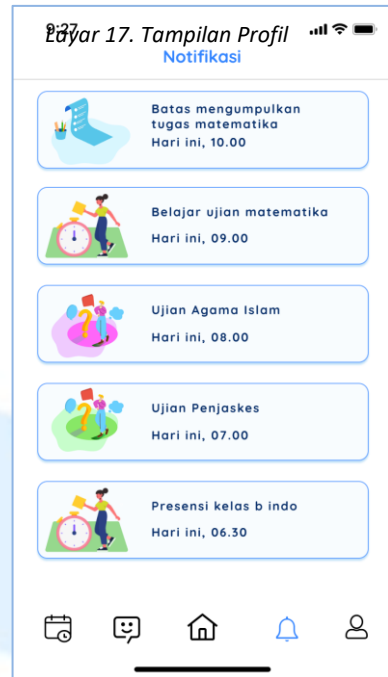 9:27
Layar 17. Tampilan Profil
Notifikasi
Batas mengumpulkan
tugas matematika
Hari ini, 10.00
Belajar ujian matematika
Hari ini, 09.00
Ujian Agama Islam
Hari ini, 08.00
Ujian Penjaskes
Hari ini, 07.00
Presensi kelas b indo
Hari ini, 06.30